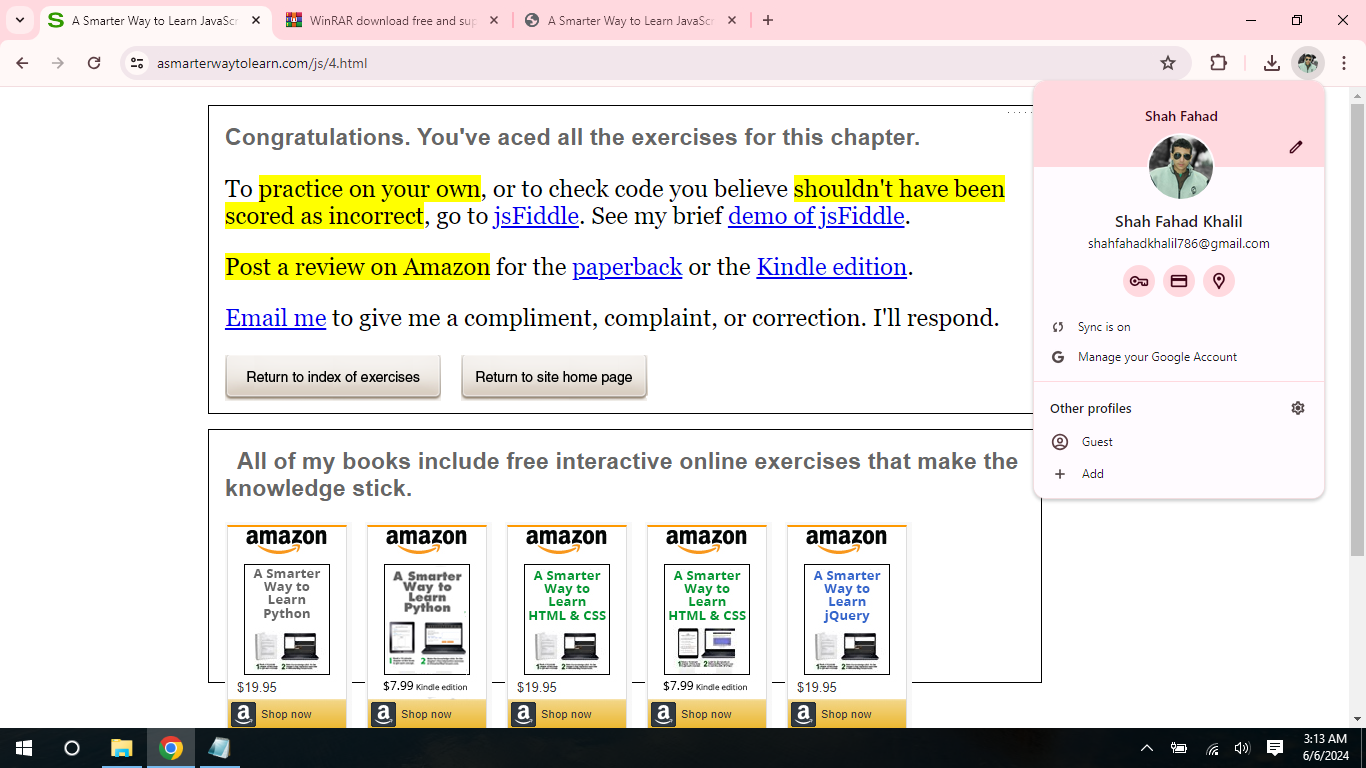 A Smarter Way to Learn JavaScr
WinRAR download free and sup
A Smarter Way to Learn JavaScr
asmarterwaytolearn.com/js/4.html
Congratulations. You've aced all the exercises for this chapter.
To practice on your own, or to check code you believe shouldn't have been
scored as incorrect, go to jsFiddle. See my brief demo of jsFiddle.
Post a review on Amazon for the paperback or the Kindle edition.
Email me to give me a compliment, complaint, or correction. I'll respond.
Return to index of exercises
Return to site home page
All of my books include free interactive online exercises that make the
knowledge stick.
amazon
A Smarter
Way to
Learn
Python
$19.95
Shop now
amazon
A Smarter
Way to
Learn
Python
$7.99 Kindle edition
Shop now
amazon
A Smarter
Way to
Learn
HTML & CSS
$19.95
Shop now
amazon
A Smarter
Way to
Learn
HTML & CSS
$7.99 Kindle edition
Shop now
amazon
A Smarter
Way to
Learn
jQuery
$19.95
Shop now
Shah Fahad
Shah Fahad Khalil
shahfahadkhalil786@gmail.com
Sync is on
Manage your Google Account
Other profiles
Guest
Add
3:13 AM
6/6/2024